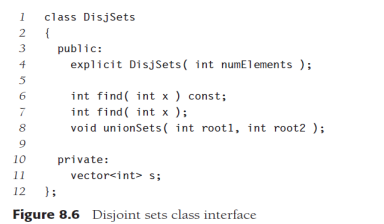 1 class DisjSets
2 {
3 public:
4 explicit DisjSets( int numElements );
5
6 int find( int x ) const;
7 int find( int x );
8 void unionSets( int root1, int root2 );
9
10 private:
11 vector<int> s;
12 };
Figure 8.6 Disjoint sets class interface